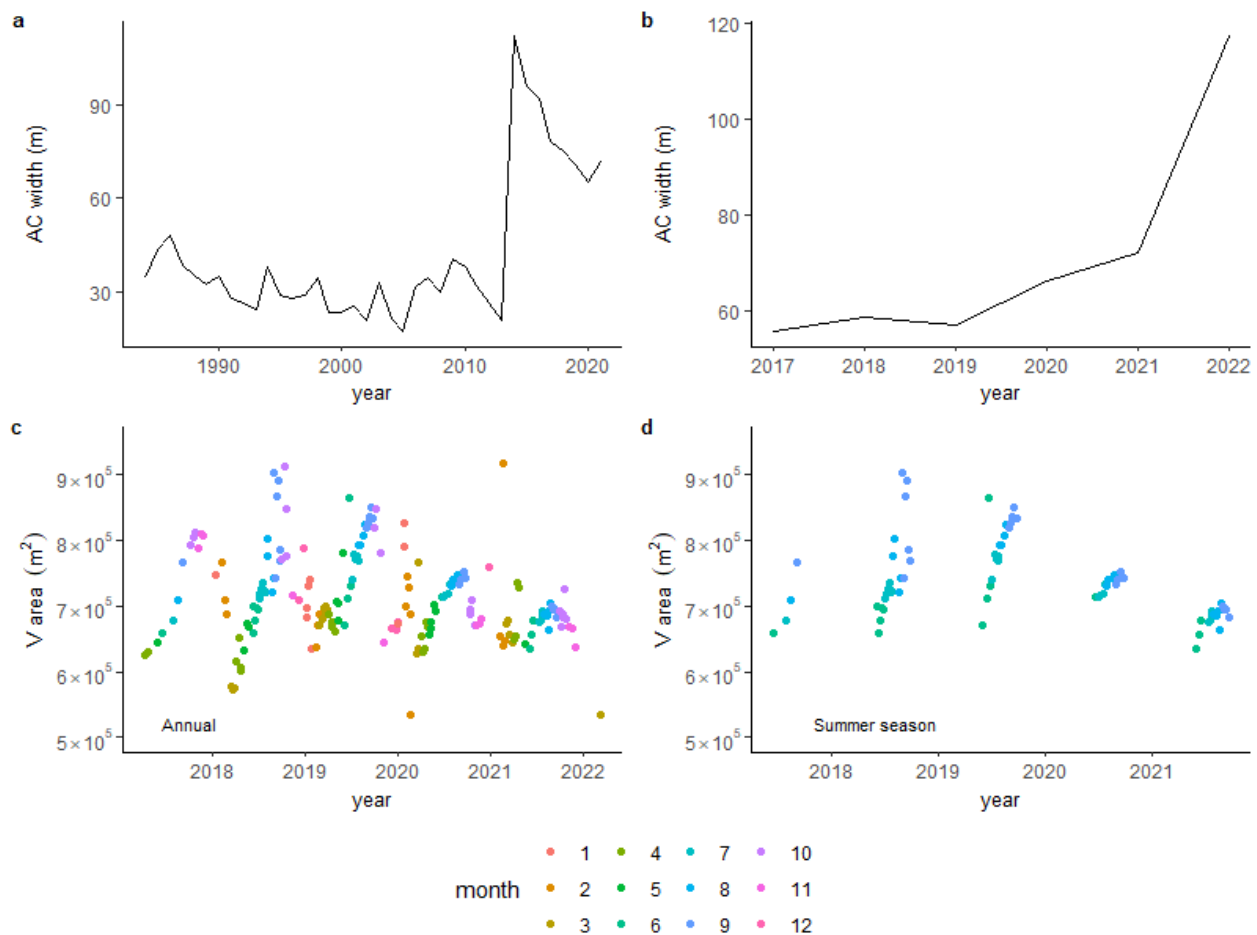 a
AC width (m)
90
60
30
1990 2000 2010 2020
year
b
AC width (m)
120
100
80
60
2017 2018 2019 2020 2021 2022
year
c
V area (m²)
9×10⁵
8×10⁵
7×10⁵
6×10⁵
5×10⁵
Annual
2018 2019 2020 2021 2022
year
d
V area (m²)
9×10⁵
8×10⁵
7×10⁵
6×10⁵
5×10⁵
Summer season
2018 2019 2020 2021
year
1 4 7 10
month 2 5 8 11
3 6 9 12